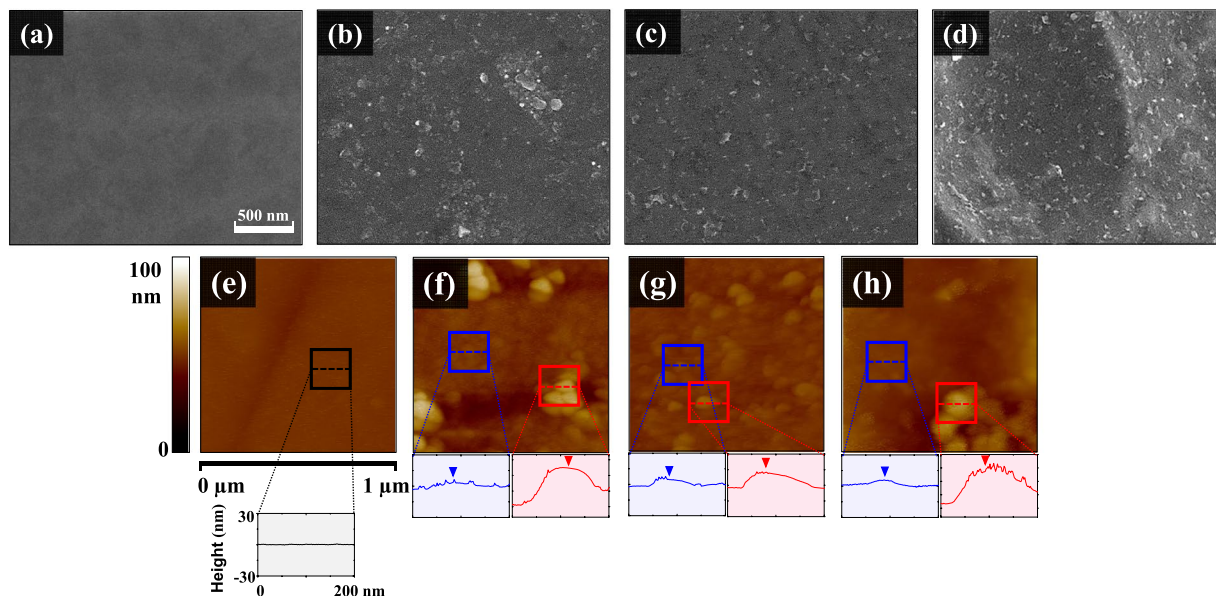 (a)
(b)
(c)
(d)
500 nm
100
nm
0
(e)
(f)
(g)
(h)
0 µm
1 µm
Height (nm)
30
-30
0
200 nm